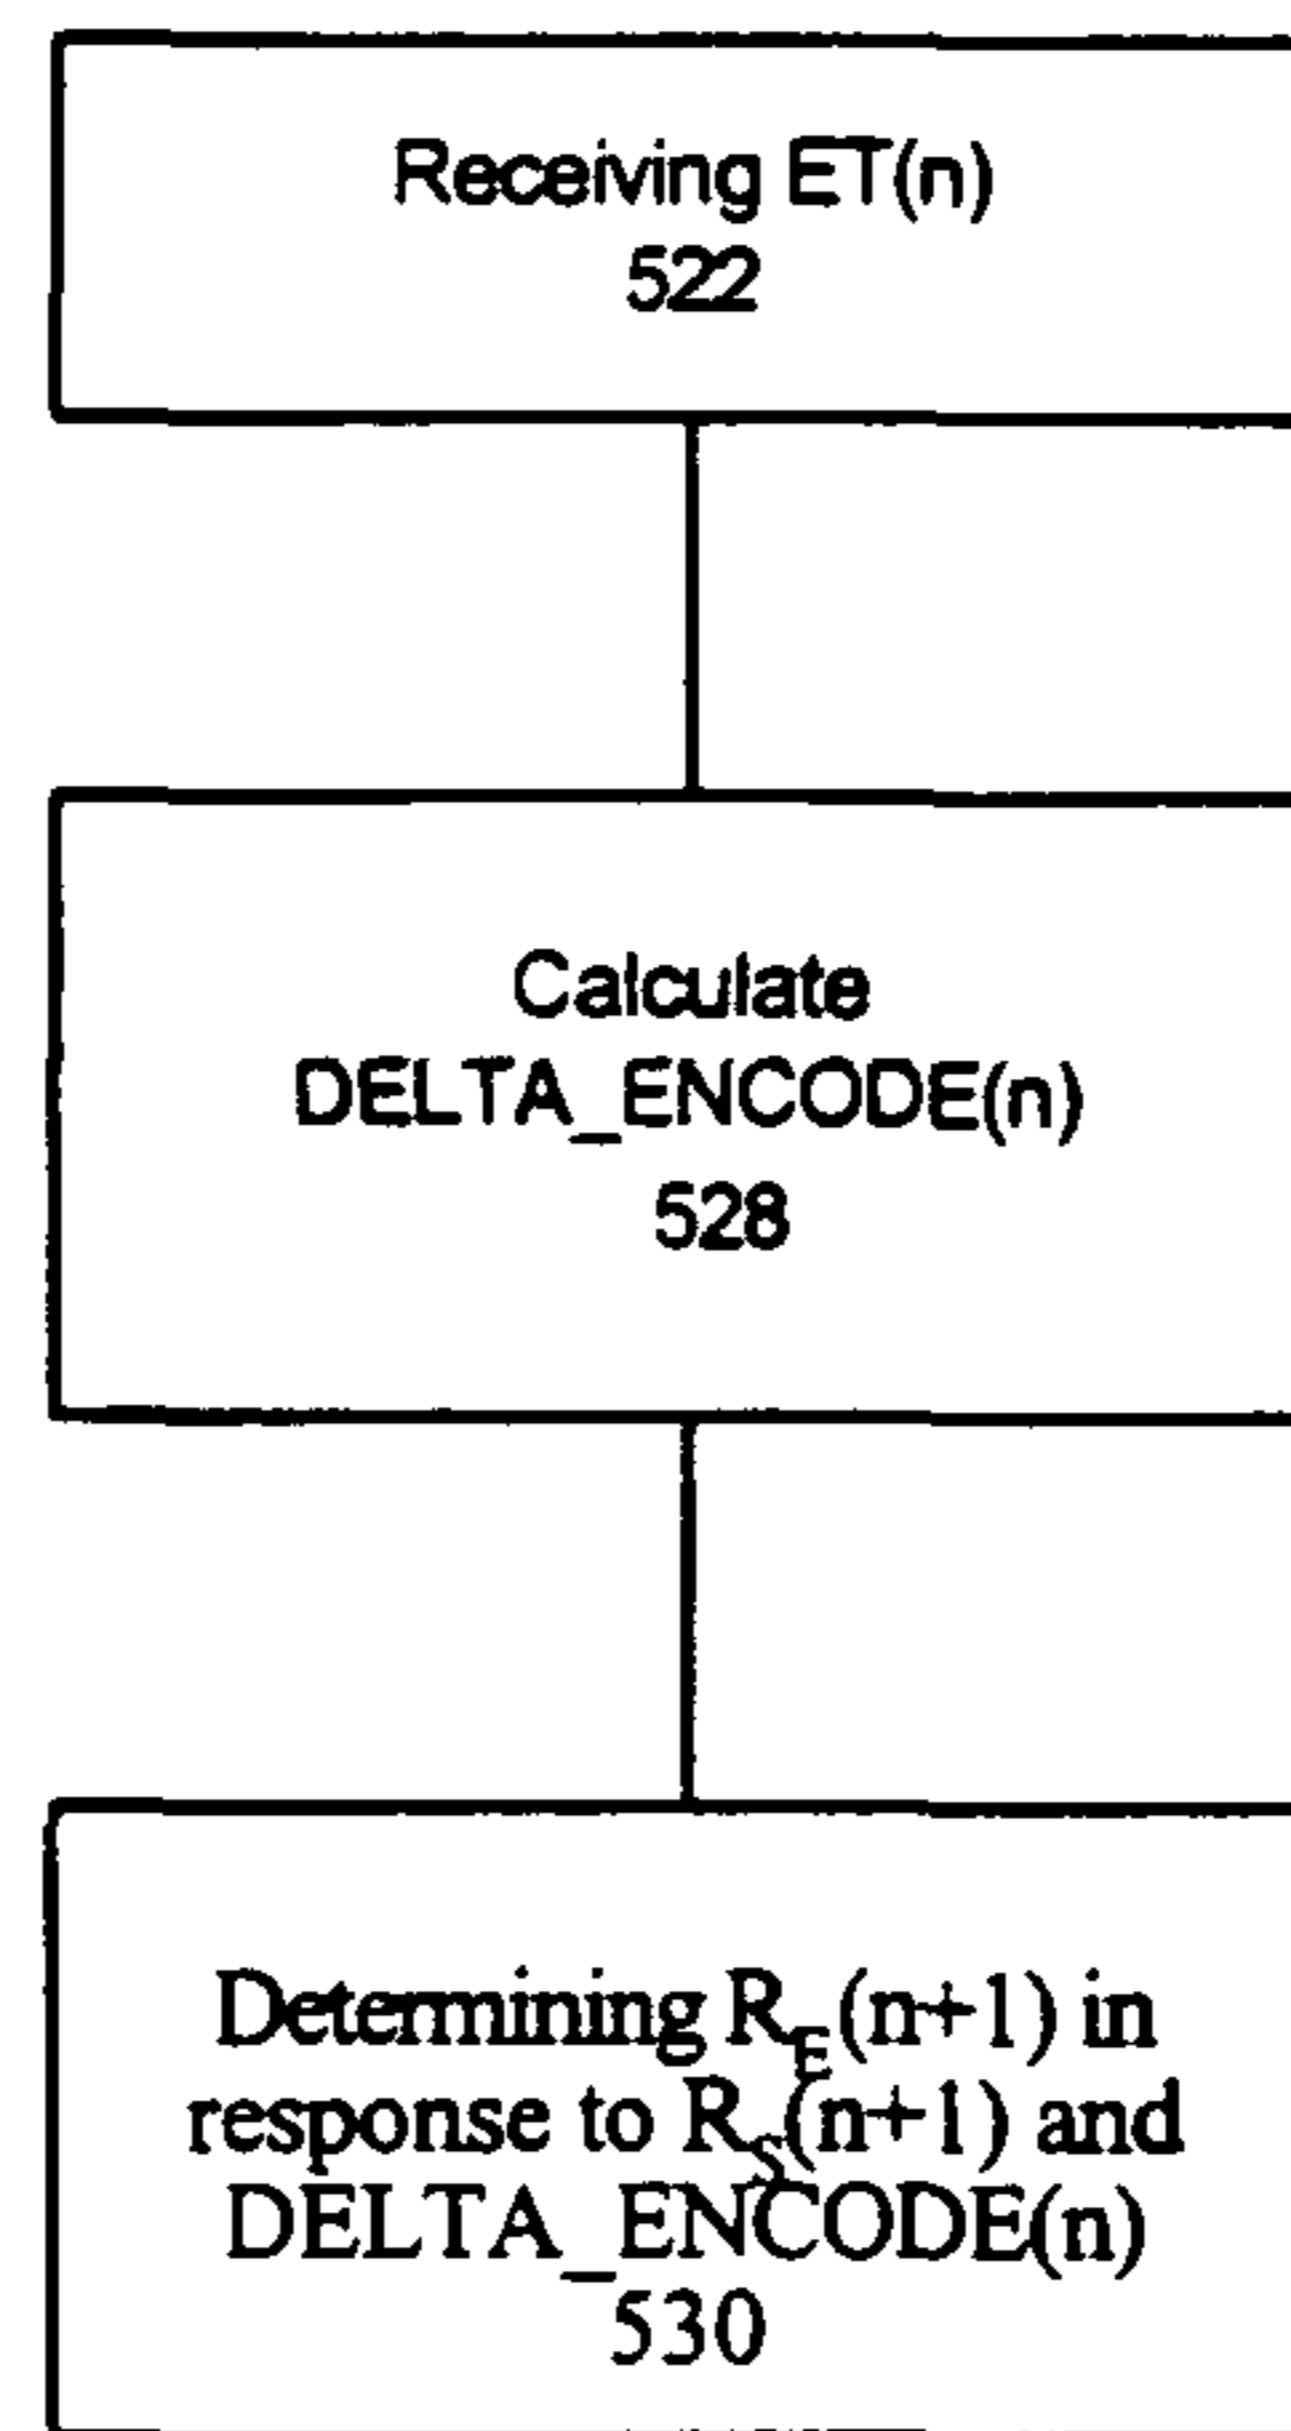 Receiving ET(n)
522
Calculate
DELTA_ENCODE(n)
528
Determining R_E(n+1) in
response to R_S(n+1) and
DELTA_ENCODE(n)
530